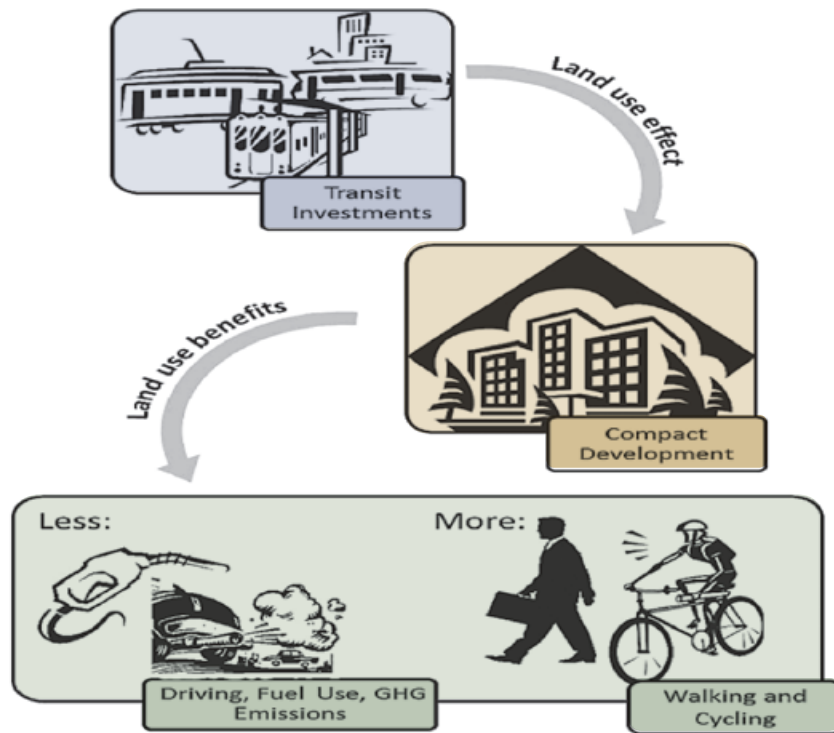 Land use effect
Transit
Investments
Land use benefits
Compact
Development
Less:
More:
Driving, Fuel Use, GHG
Emissions
Walking and
Cycling